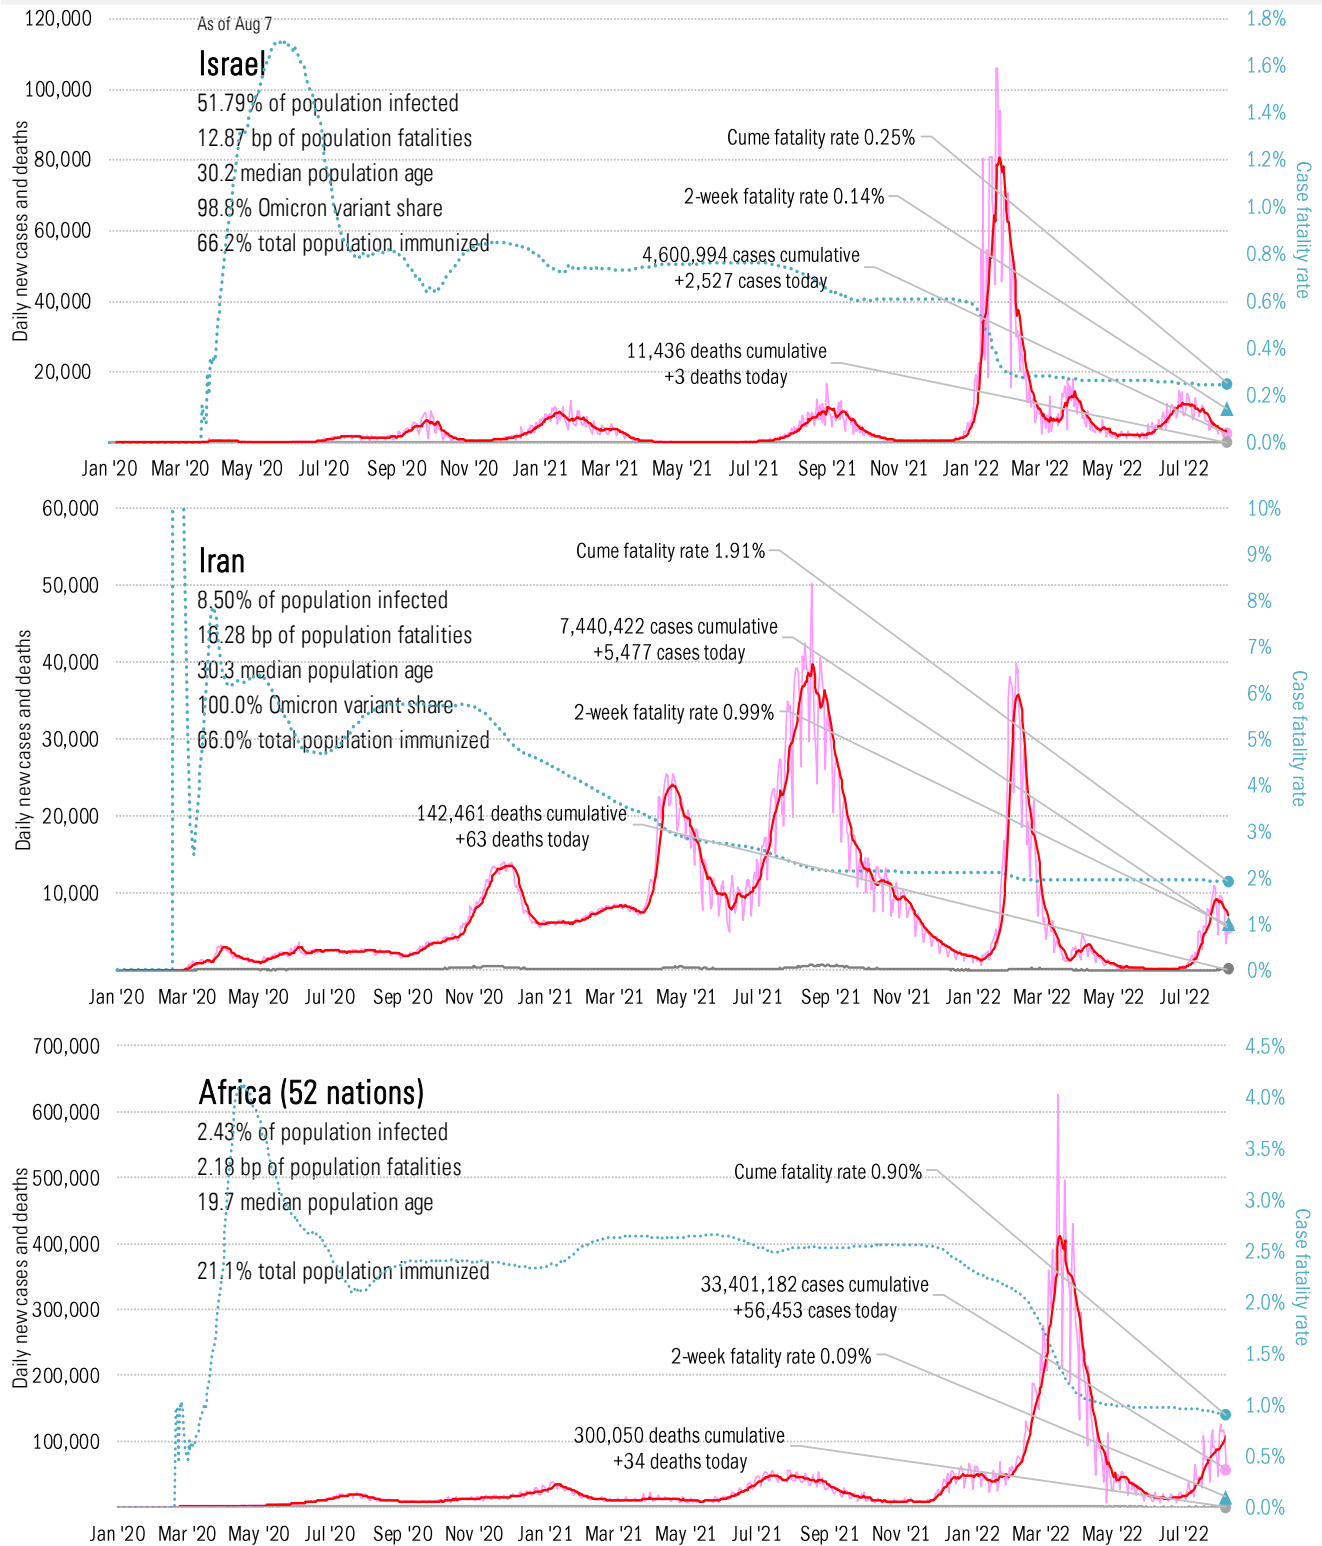 As of Aug 7
Israel
51.79% of population infected
12.87 bp of population fatalities
30.2 median population age
98.8% Omicron variant share
66.2% total population immunized
Cume fatality rate 0.25%
2-week fatality rate 0.14%
4,600,994 cases cumulative
+2,527 cases today
11,436 deaths cumulative
+3 deaths today
Daily new cases and deaths
120,000
100,000
80,000
60,000
40,000
20,000
Case fatality rate
1.8%
1.6%
1.4%
1.2%
1.0%
0.8%
0.6%
0.4%
0.2%
0.0%
Jan '20 Mar '20 May '20 Jul '20 Sep '20 Nov '20 Jan '21 Mar '21 May '21 Jul '21 Sep '21 Nov '21 Jan '22 Mar '22 May '22 Jul '22
Iran
8.50% of population infected
16.28 bp of population fatalities
30.3 median population age
100.0% Omicron variant share
66.0% total population immunized
Cume fatality rate 1.91%
7,440,422 cases cumulative
+5,477 cases today
2-week fatality rate 0.99%
142,461 deaths cumulative
+63 deaths today
Daily new cases and deaths
60,000
50,000
40,000
30,000
20,000
10,000
Case fatality rate
10%
9%
8%
7%
6%
5%
4%
3%
2%
1%
0%
Jan '20 Mar '20 May '20 Jul '20 Sep '20 Nov '20 Jan '21 Mar '21 May '21 Jul '21 Sep '21 Nov '21 Jan '22 Mar '22 May '22 Jul '22
Africa (52 nations)
2.43% of population infected
2.18 bp of population fatalities
19.7 median population age
21.1% total population immunized
Cume fatality rate 0.90%
33,401,182 cases cumulative
+56,453 cases today
2-week fatality rate 0.09%
300,050 deaths cumulative
+34 deaths today
Daily new cases and deaths
700,000
600,000
500,000
400,000
300,000
200,000
100,000
Case fatality rate
4.5%
4.0%
3.5%
3.0%
2.5%
2.0%
1.5%
1.0%
0.5%
0.0%
Jan '20 Mar '20 May '20 Jul '20 Sep '20 Nov '20 Jan '21 Mar '21 May '21 Jul '21 Sep '21 Nov '21 Jan '22 Mar '22 May '22 Jul '22